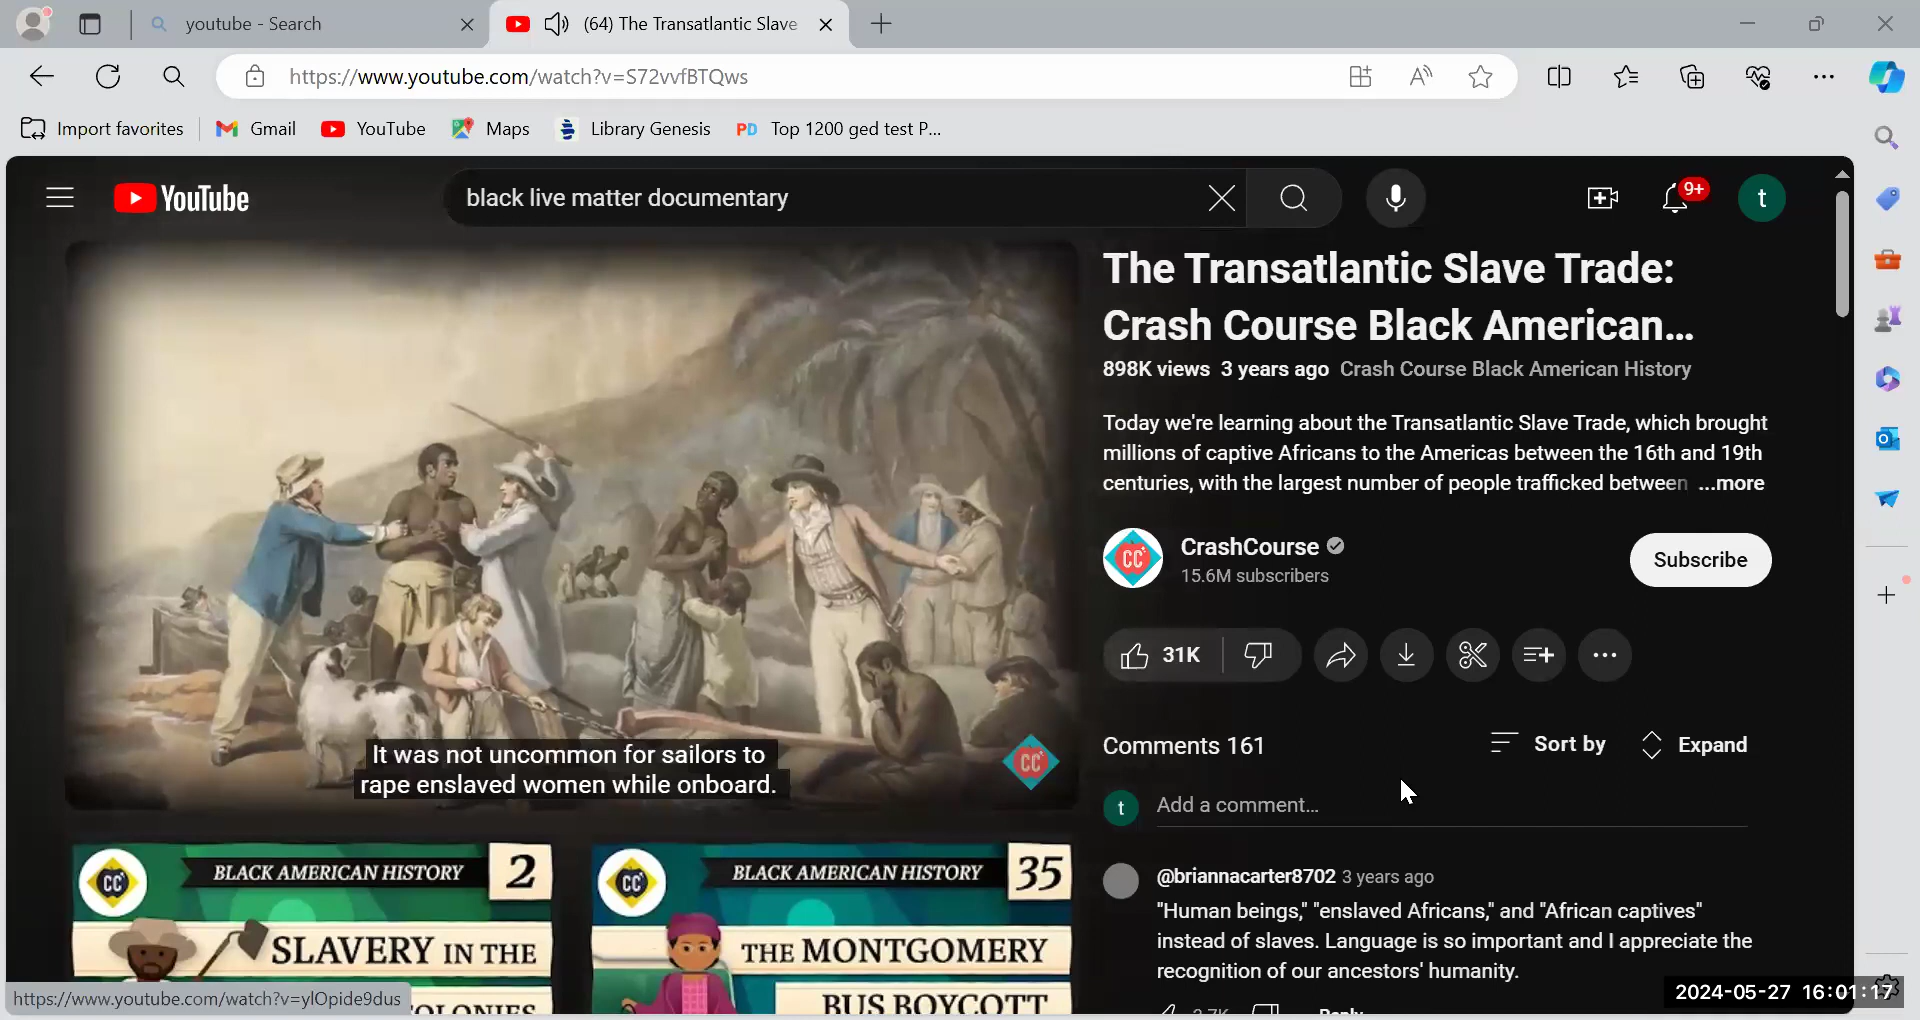 youtube - Search
(64) The Transatlantic Slave
https://www.youtube.com/watch?v=S72vvfBTQws
Import favorites
Gmail
YouTube
Maps
Library Genesis
PD Top 1200 ged test P...
YouTube
black live matter documentary
9+
t
The Transatlantic Slave Trade:
Crash Course Black American...
898K views 3 years ago Crash Course Black American History
Today we're learning about the Transatlantic Slave Trade, which brought
millions of captive Africans to the Americas between the 16th and 19th
centuries, with the largest number of people trafficked between ...more
CC
CrashCourse
15.6M subscribers
Subscribe
31K
It was not uncommon for sailors to
rape enslaved women while onboard.
CC
Comments 161
Sort by
Expand
t
Add a comment...
@briannacarter8702 3 years ago
"Human beings," "enslaved Africans," and "African captives"
instead of slaves. Language is so important and I appreciate the
recognition of our ancestors' humanity.
Reply
CC
BLACK AMERICAN HISTORY 2
SLAVERY IN THE
COLONIES
CC
BLACK AMERICAN HISTORY 35
THE MONTGOMERY
BUS BOYCOTT
https://www.youtube.com/watch?v=ylOpide9dus
2024-05-27 16:01:17